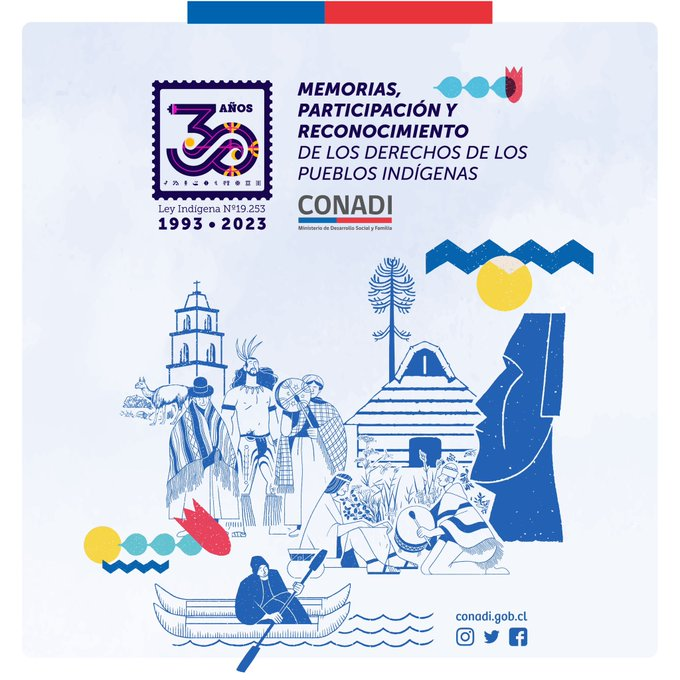 30 AÑOS
Ley Indígena Nº19.253
1993 • 2023
MEMORIAS,
PARTICIPACIÓN Y
RECONOCIMIENTO
DE LOS DERECHOS DE LOS
PUEBLOS INDÍGENAS
CONADI
Ministerio de Desarrollo Social y Familia
conadi.gob.cl